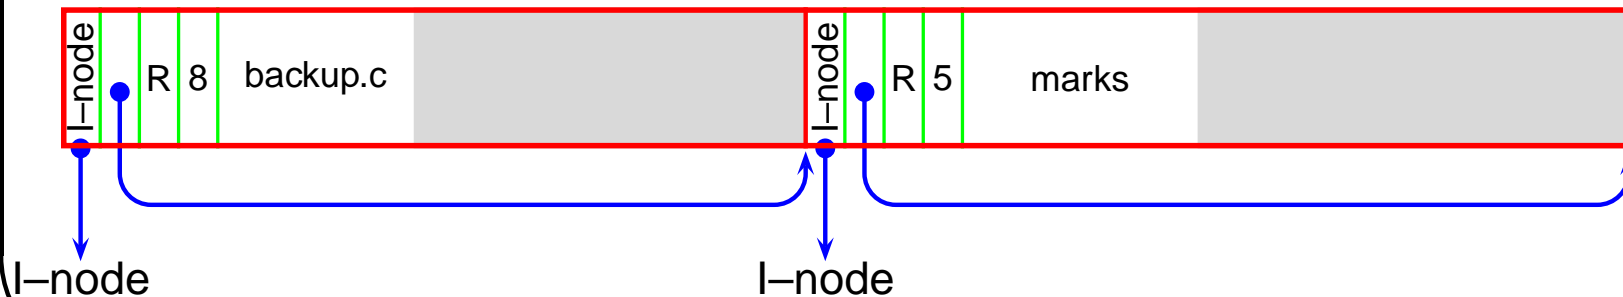 I–node R 8 backup.c I–node R 5 marks
I–node I–node